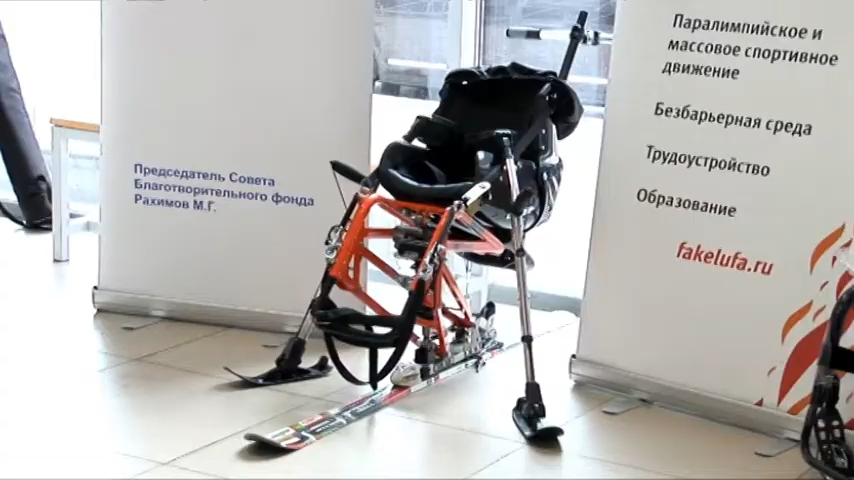 Председатель Совета
Благотворительного фонда
Рахимов М.Г.
Паралимпийское и
массовое спортивное
движение
Безбарьерная среда
Трудоустройство
Образование
fakelufa.ru